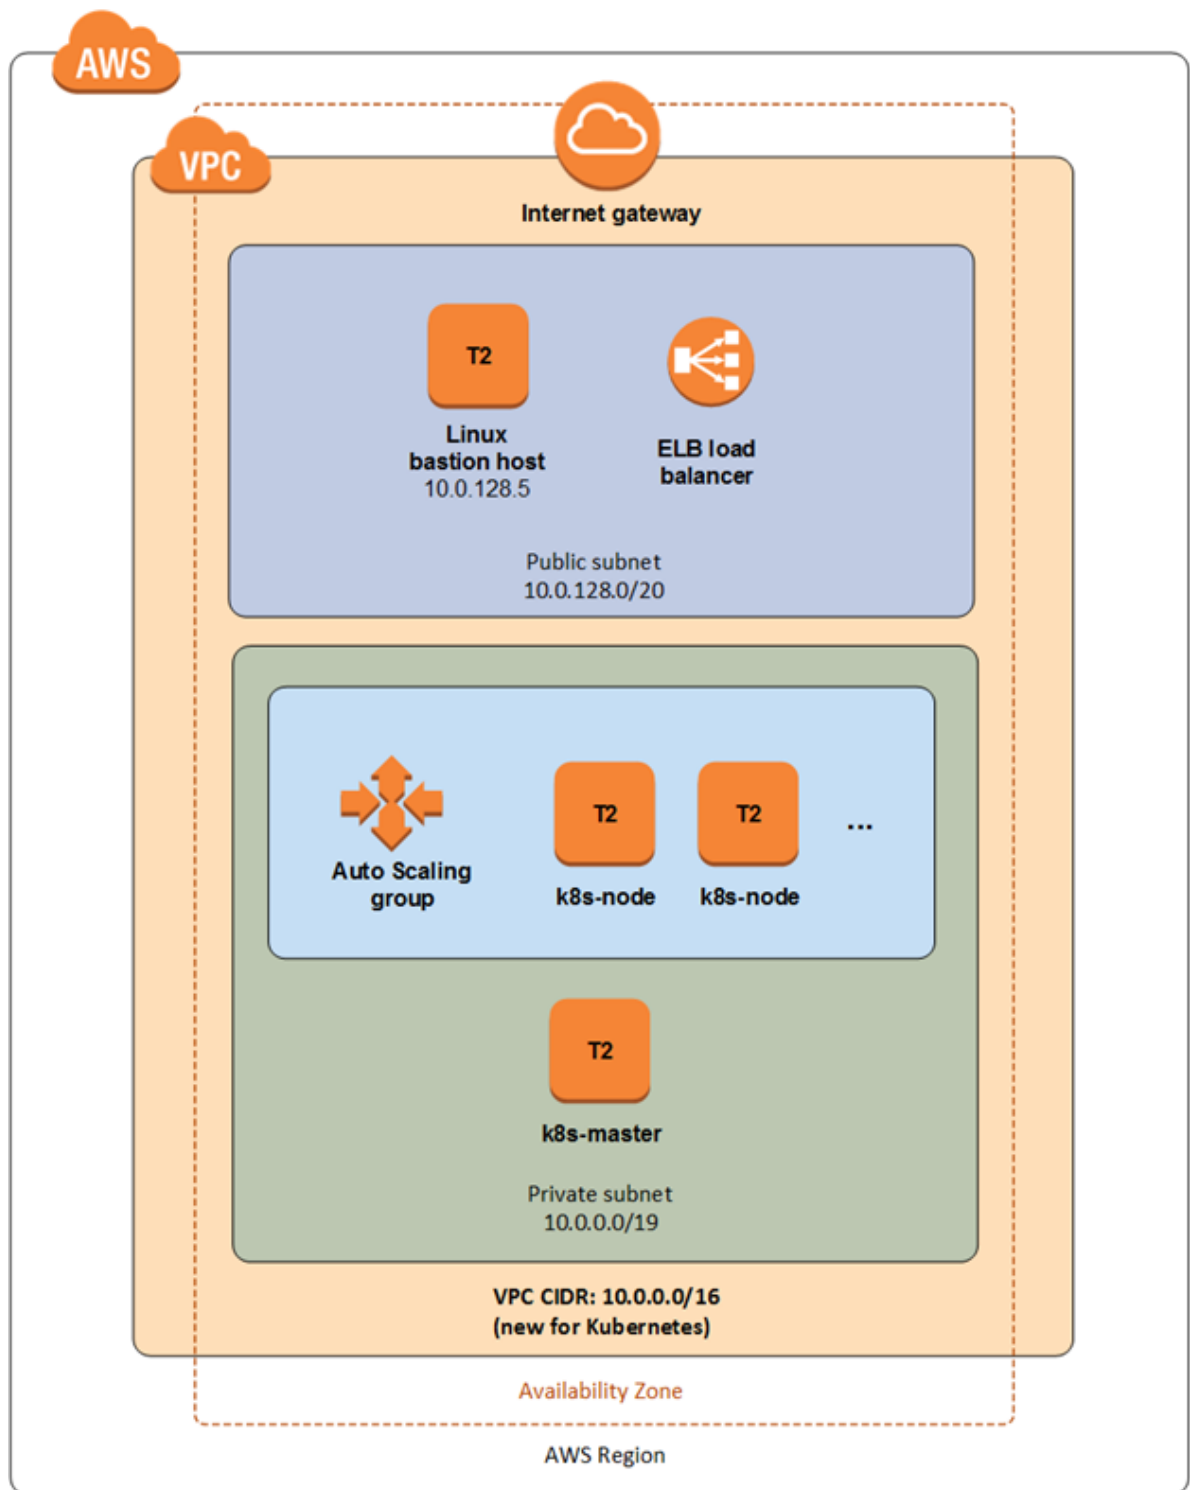 AWS
VPC
Internet gateway
T2
Linux
bastion host
10.0.128.5
ELB load
balancer
Public subnet
10.0.128.0/20
Auto Scaling
group
T2
k8s-node
T2
k8s-node
...
T2
k8s-master
Private subnet
10.0.0.0/19
VPC CIDR: 10.0.0.0/16
(new for Kubernetes)
Availability Zone
AWS Region